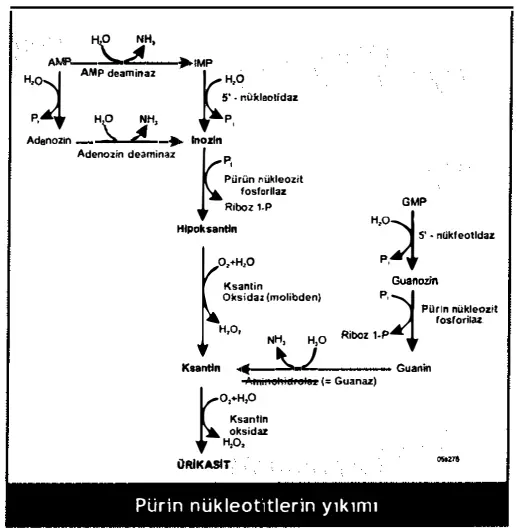 H₂O NH₃
AMP IMP
AMP deaminaz
H₂O H₂O
5' - nükleotidaz
Pᵢ H₂O NH₃ Pᵢ
Adenozin Inozin
Adenozin deaminaz
Pᵢ
Pürün nükleozit
fosforilaz
Riboz 1-P
GMP
Hipoksantin
H₂O
5' - nükfeotidaz
Pᵢ
O₂+H₂O
Guanozin
Ksantin
Oksidaz (molibden)
Pᵢ
Pürin nükleozit
fosforilaz
H₂O₂
Riboz 1-P
NH₃ H₂O
Ksantin Guanin
Aminohidrolaz (= Guanaz)
O₂+H₂O
Ksantin
oksidaz
H₂O₂
ÜRİKASİT
05s275
Pürin nükleotitlerin yıkımı